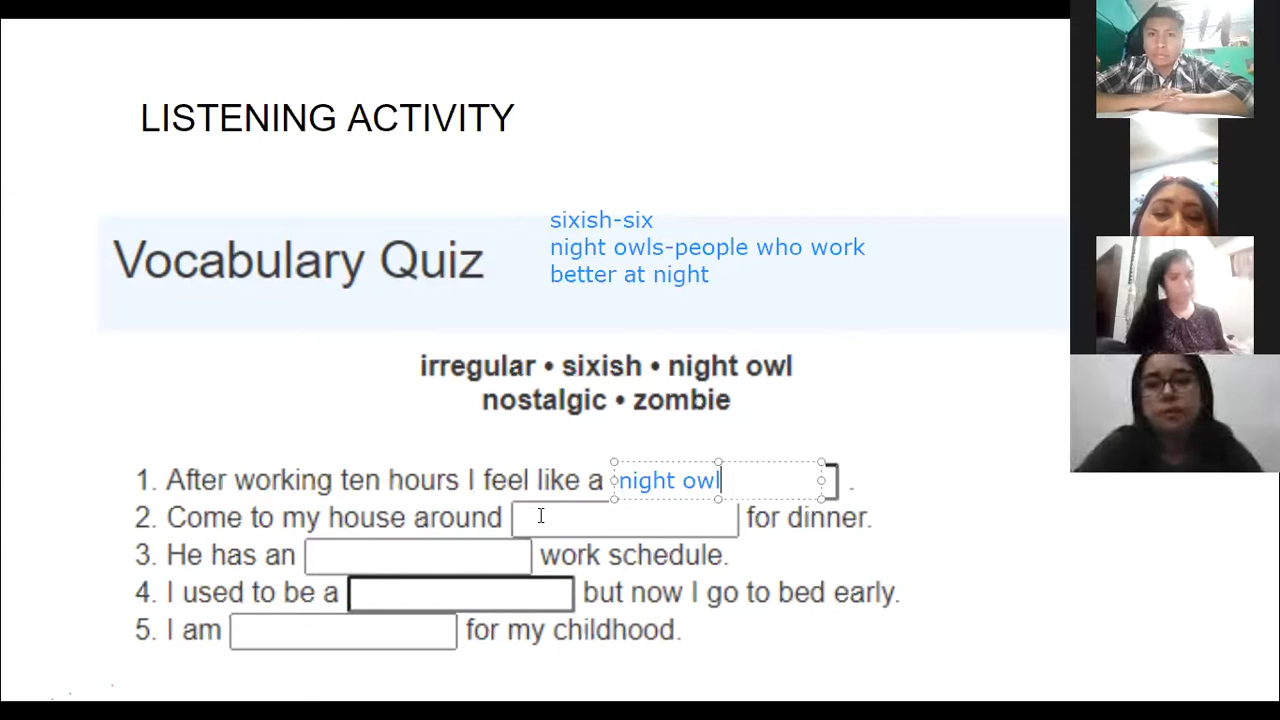 LISTENING ACTIVITY
Vocabulary Quiz
sixish-six
night owls-people who work
better at night
irregular • sixish • night owl
nostalgic • zombie
1. After working ten hours I feel like a night owl .
2. Come to my house around for dinner.
3. He has an work schedule.
4. I used to be a but now I go to bed early.
5. I am for my childhood.